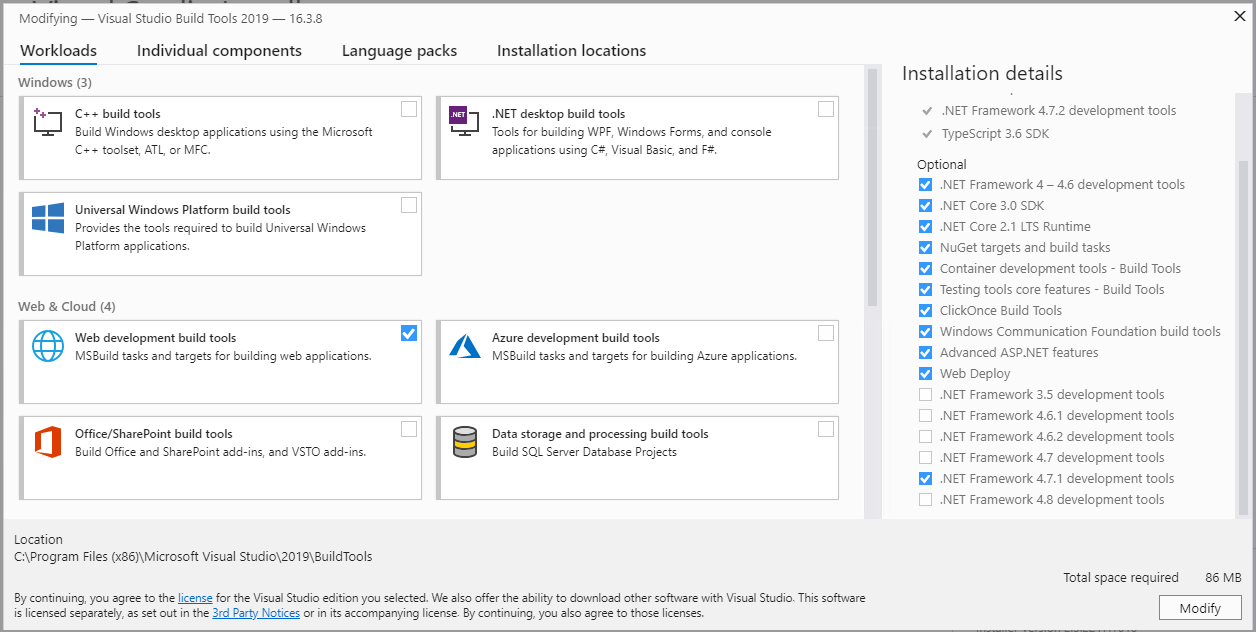 Modifying — Visual Studio Build Tools 2019 — 16.3.8
Workloads
Individual components
Language packs
Installation locations
Windows (3)
C++ build tools
Build Windows desktop applications using the Microsoft
C++ toolset, ATL, or MFC.
.NET
.NET desktop build tools
Tools for building WPF, Windows Forms, and console
applications using C#, Visual Basic, and F#.
Universal Windows Platform build tools
Provides the tools required to build Universal Windows
Platform applications.
Web & Cloud (4)
Web development build tools
MSBuild tasks and targets for building web applications.
Azure development build tools
MSBuild tasks and targets for building Azure applications.
Office/SharePoint build tools
Build Office and SharePoint add-ins, and VSTO add-ins.
Data storage and processing build tools
Build SQL Server Database Projects
Installation details
.NET Framework 4.7.2 development tools
TypeScript 3.6 SDK
Optional
.NET Framework 4 – 4.6 development tools
.NET Core 3.0 SDK
.NET Core 2.1 LTS Runtime
NuGet targets and build tasks
Container development tools - Build Tools
Testing tools core features - Build Tools
ClickOnce Build Tools
Windows Communication Foundation build tools
Advanced ASP.NET features
Web Deploy
.NET Framework 3.5 development tools
.NET Framework 4.6.1 development tools
.NET Framework 4.6.2 development tools
.NET Framework 4.7 development tools
.NET Framework 4.7.1 development tools
.NET Framework 4.8 development tools
Location
C:\Program Files (x86)\Microsoft Visual Studio\2019\BuildTools
Total space required 86 MB
By continuing, you agree to the license for the Visual Studio edition you selected. We also offer the ability to download other software with Visual Studio. This software
is licensed separately, as set out in the 3rd Party Notices or in its accompanying license. By continuing, you also agree to those licenses.
Modify